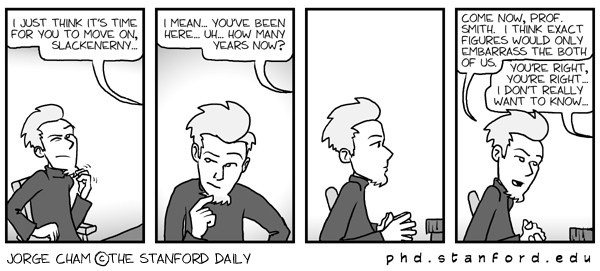 I JUST THINK IT'S TIME
FOR YOU TO MOVE ON,
SLACKENERNY...
I MEAN... YOU'VE BEEN
HERE... UH... HOW MANY
YEARS NOW?
COME NOW, PROF.
SMITH. I THINK EXACT
FIGURES WOULD ONLY
EMBARRASS THE BOTH
OF US.
YOU'RE RIGHT,
YOU'RE RIGHT...
I DON'T REALLY
WANT TO KNOW...
JORGE CHAM ©THE STANFORD DAILY
phd.stanford.edu